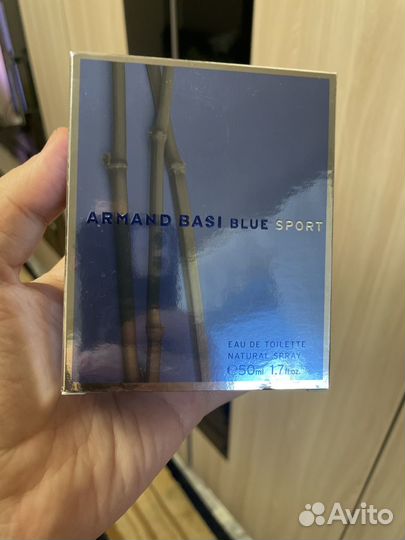 ARMAND BASI BLUE SPORT
EAU DE TOILETTE
NATURAL SPRAY
℮50ml 1.7fl.oz.
Avito